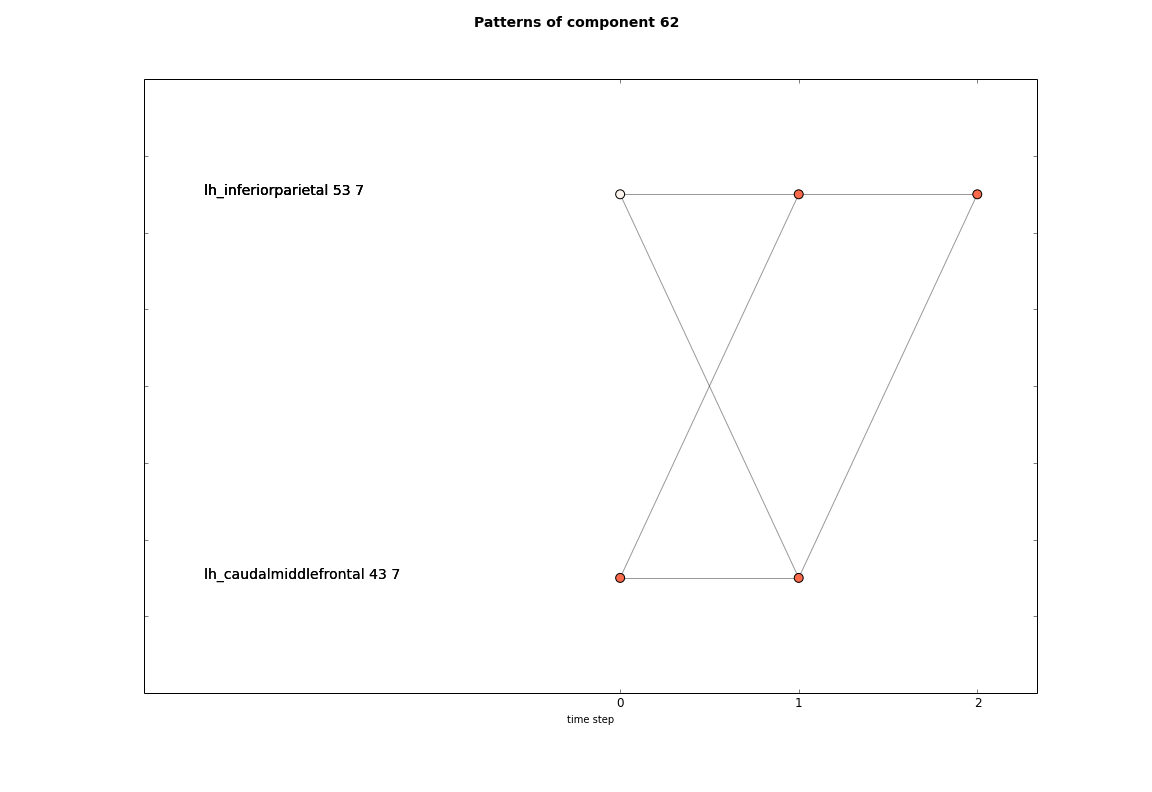 Patterns of component 62
lh_inferiorparietal 53 7
lh_caudalmiddlefrontal 43 7
0 1 2
time step